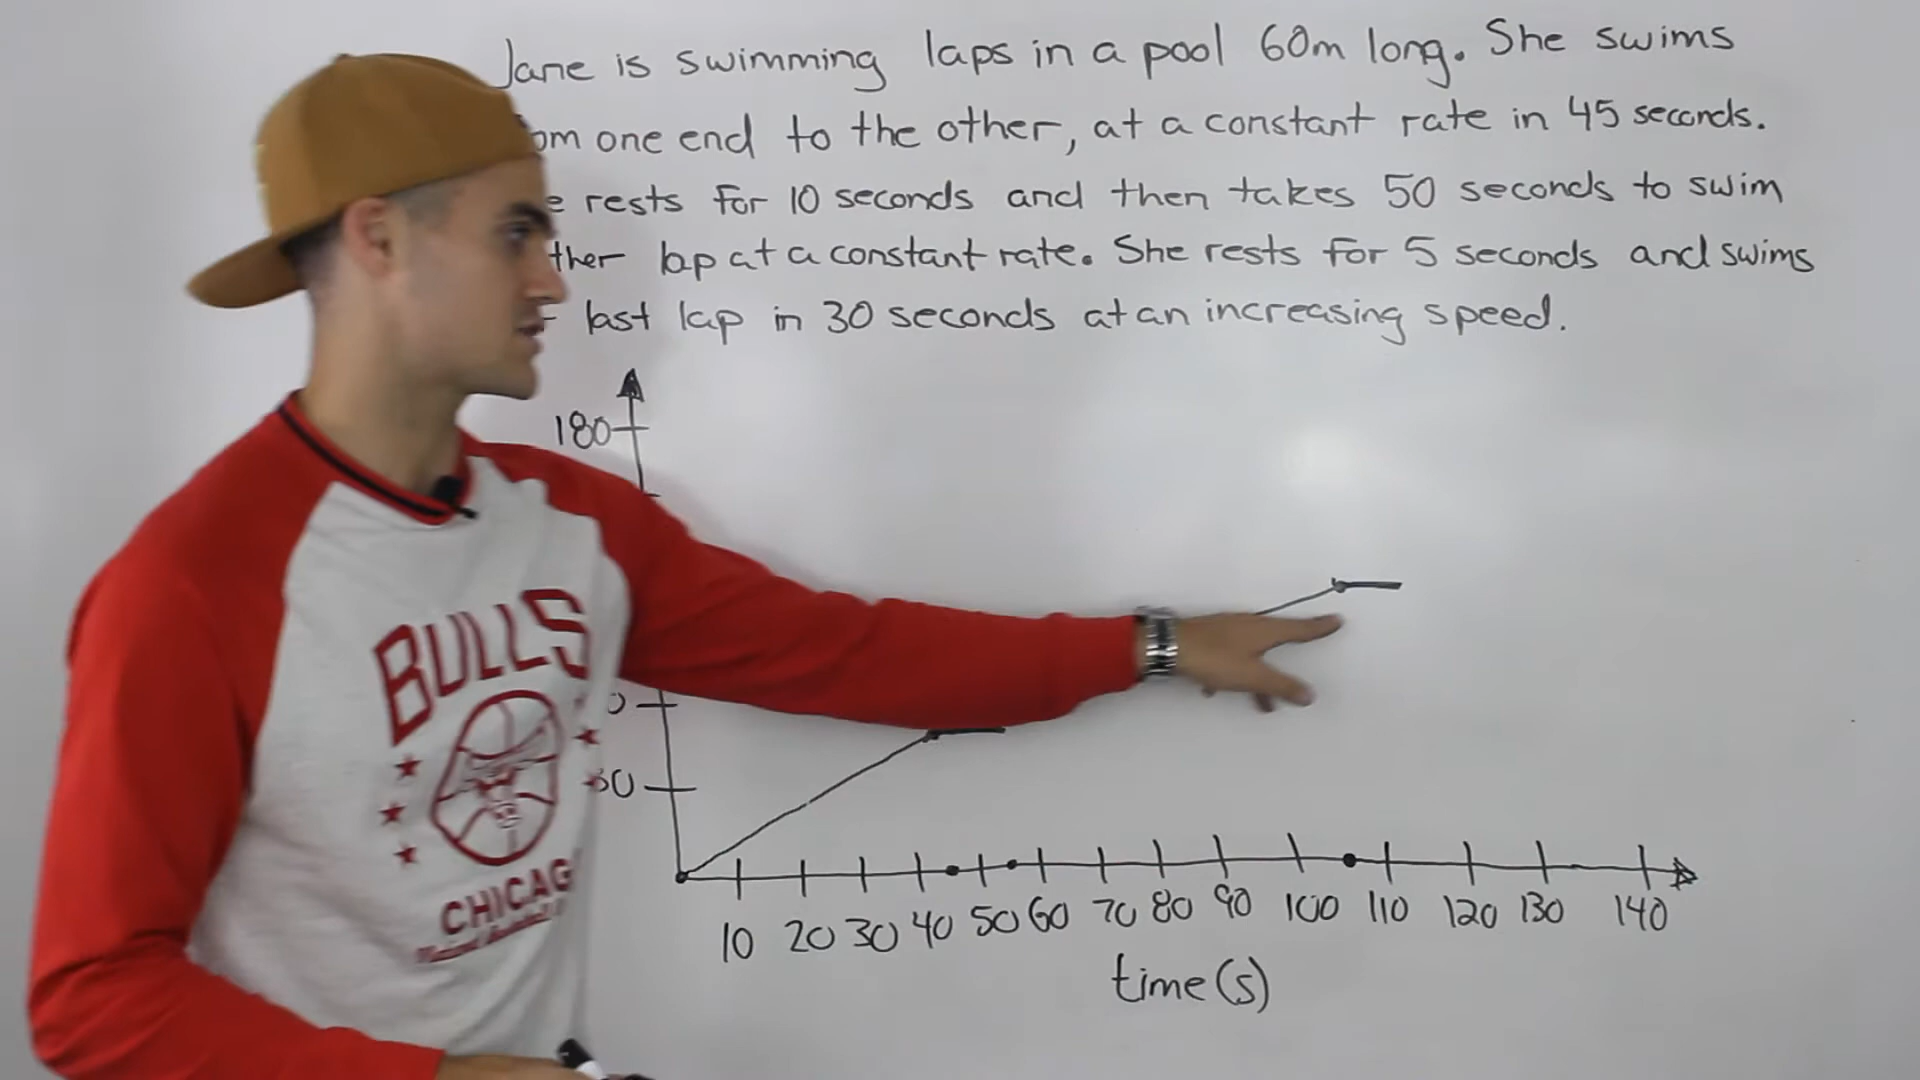 Jane is swimming laps in a pool 60m long. She swims
om one end to the other, at a constant rate in 45 seconds.
e rests for 10 seconds and then takes 50 seconds to swim
ther lap at a constant rate. She rests for 5 seconds and swims
last lap in 30 seconds at an increasing speed.
180
BULLS
CHICAG
10 20 30 40 50 60 70 80 90 100 110 120 130 140
time(s)